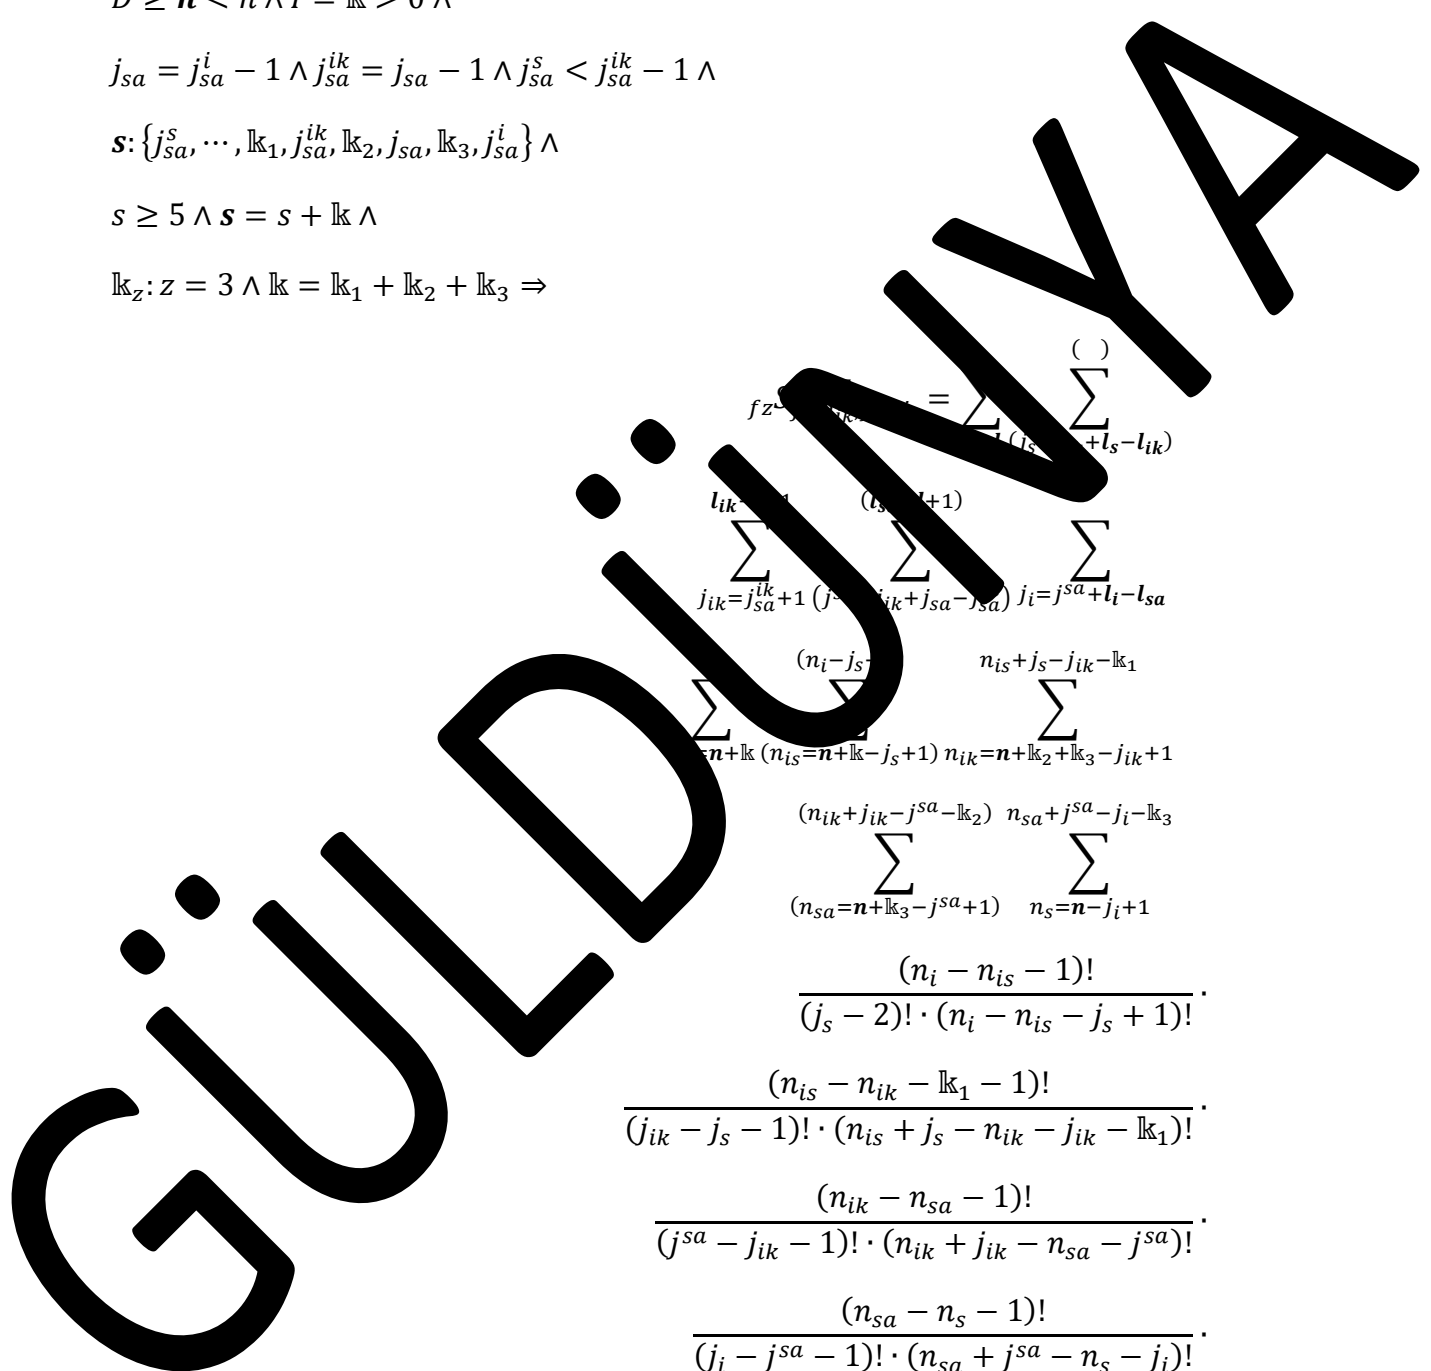 D ≥ 𝒏 < n ∧ I = 𝕜 > 0 ∧
j_{sa} = j_{sa}^{i} − 1 ∧ j_{sa}^{ik} = j_{sa} − 1 ∧ j_{sa}^{s} < j_{sa}^{ik} − 1 ∧
𝒔: {j_{sa}^{s}, ⋯ , 𝕜_1, j_{sa}^{ik}, 𝕜_2, j_{sa}, 𝕜_3, j_{sa}^{i}} ∧
s ≥ 5 ∧ 𝒔 = s + 𝕜 ∧
𝕜_z: z = 3 ∧ 𝕜 = 𝕜_1 + 𝕜_2 + 𝕜_3 ⇒
( )
= ∑ ∑
+𝒍_𝒔−𝒍_{𝒊𝒌})
∑ ∑ ∑
j_{ik}=j_{sa}^{ik}+1 j_i=j^{sa}+𝒍_𝒊−𝒍_{𝒔𝒂}
n_{is}+j_s−j_{ik}−𝕜_1
∑ ∑ ∑
=𝒏+𝕜 (n_{is}=𝒏+𝕜−j_s+1) n_{ik}=𝒏+𝕜_2+𝕜_3−j_{ik}+1
(n_{ik}+j_{ik}−j^{sa}−𝕜_2) n_{sa}+j^{sa}−j_i−𝕜_3
∑ ∑
(n_{sa}=𝒏+𝕜_3−j^{sa}+1) n_s=𝒏−j_i+1
(n_i − n_{is} − 1)!
(j_s − 2)! · (n_i − n_{is} − j_s + 1)! ·
(n_{is} − n_{ik} − 𝕜_1 − 1)!
(j_{ik} − j_s − 1)! · (n_{is} + j_s − n_{ik} − j_{ik} − 𝕜_1)! ·
(n_{ik} − n_{sa} − 1)!
(j^{sa} − j_{ik} − 1)! · (n_{ik} + j_{ik} − n_{sa} − j^{sa})! ·
(n_{sa} − n_s − 1)!
(j_i − j^{sa} − 1)! · (n_{sa} + j^{sa} − n_s − j_i)! ·
GÜLDÜNYA